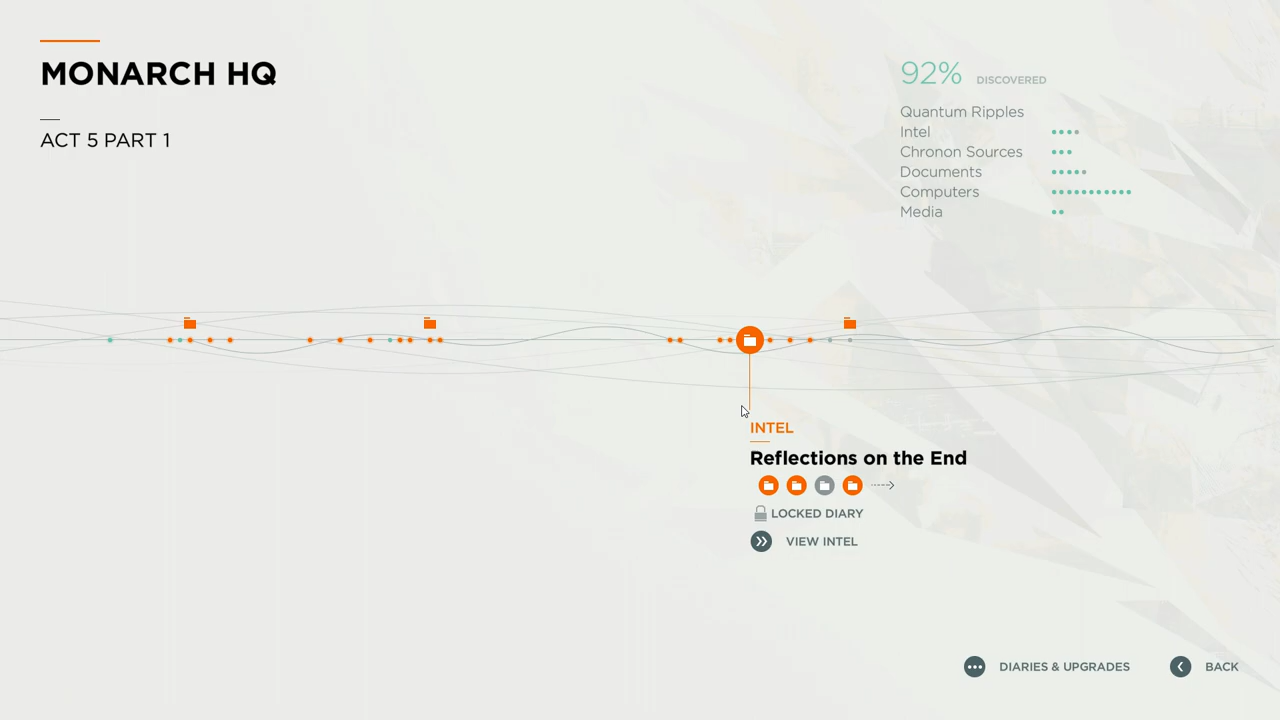 MONARCH HQ
ACT 5 PART 1
92% DISCOVERED
Quantum Ripples
Intel
Chronon Sources
Documents
Computers
Media
INTEL
Reflections on the End
LOCKED DIARY
VIEW INTEL
DIARIES & UPGRADES
BACK